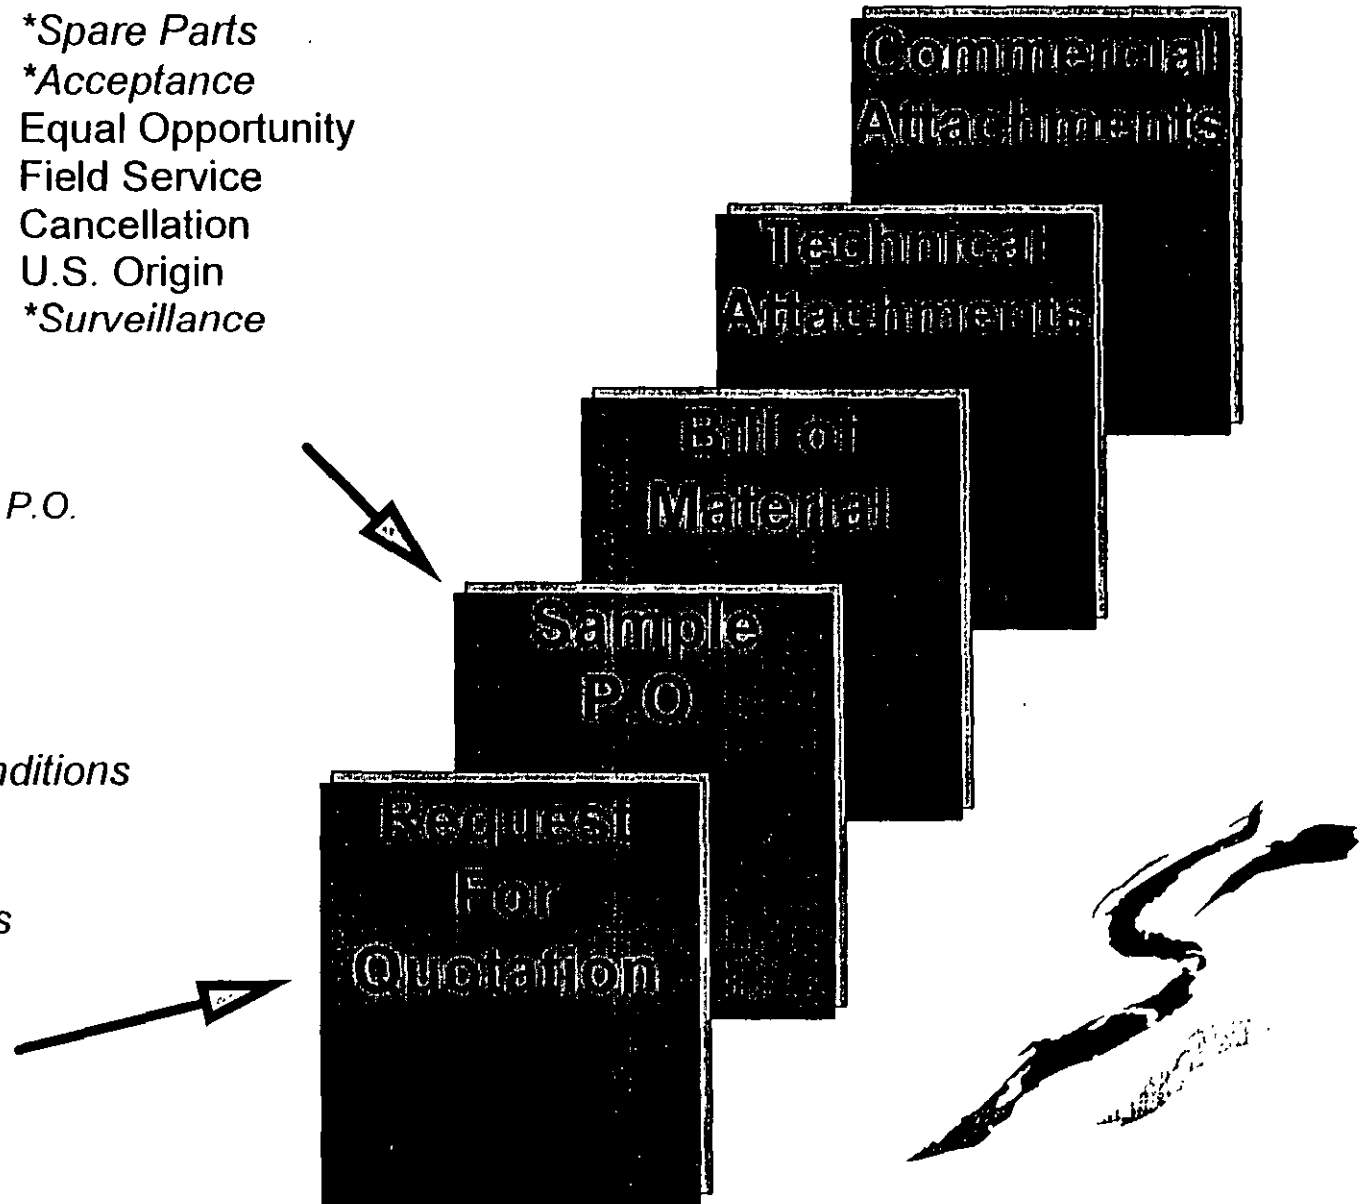 *Spare Parts
*Acceptance
Equal Opportunity
Field Service
Cancellation
U.S. Origin
*Surveillance
P.O.
nditions
s
Commercial
Attachments
Technical
Attachments
Bill of
Material
Sample
P.O.
Request
For
Quotation